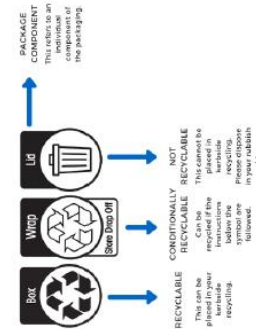 PACKAGE
COMPONENT
This refers to an
individual
component of
the packaging.
Box
Wrap
Lid
Store Drop Off
RECYCLABLE
This can be
placed in your
kerbside
recycling.
CONDITIONALLY
RECYCLABLE
Can be
recycled if the
instructions
below the
symbol are
followed.
NOT
RECYCLABLE
This cannot be
placed in
kerbside
recycling.
Please dispose
in your rubbish